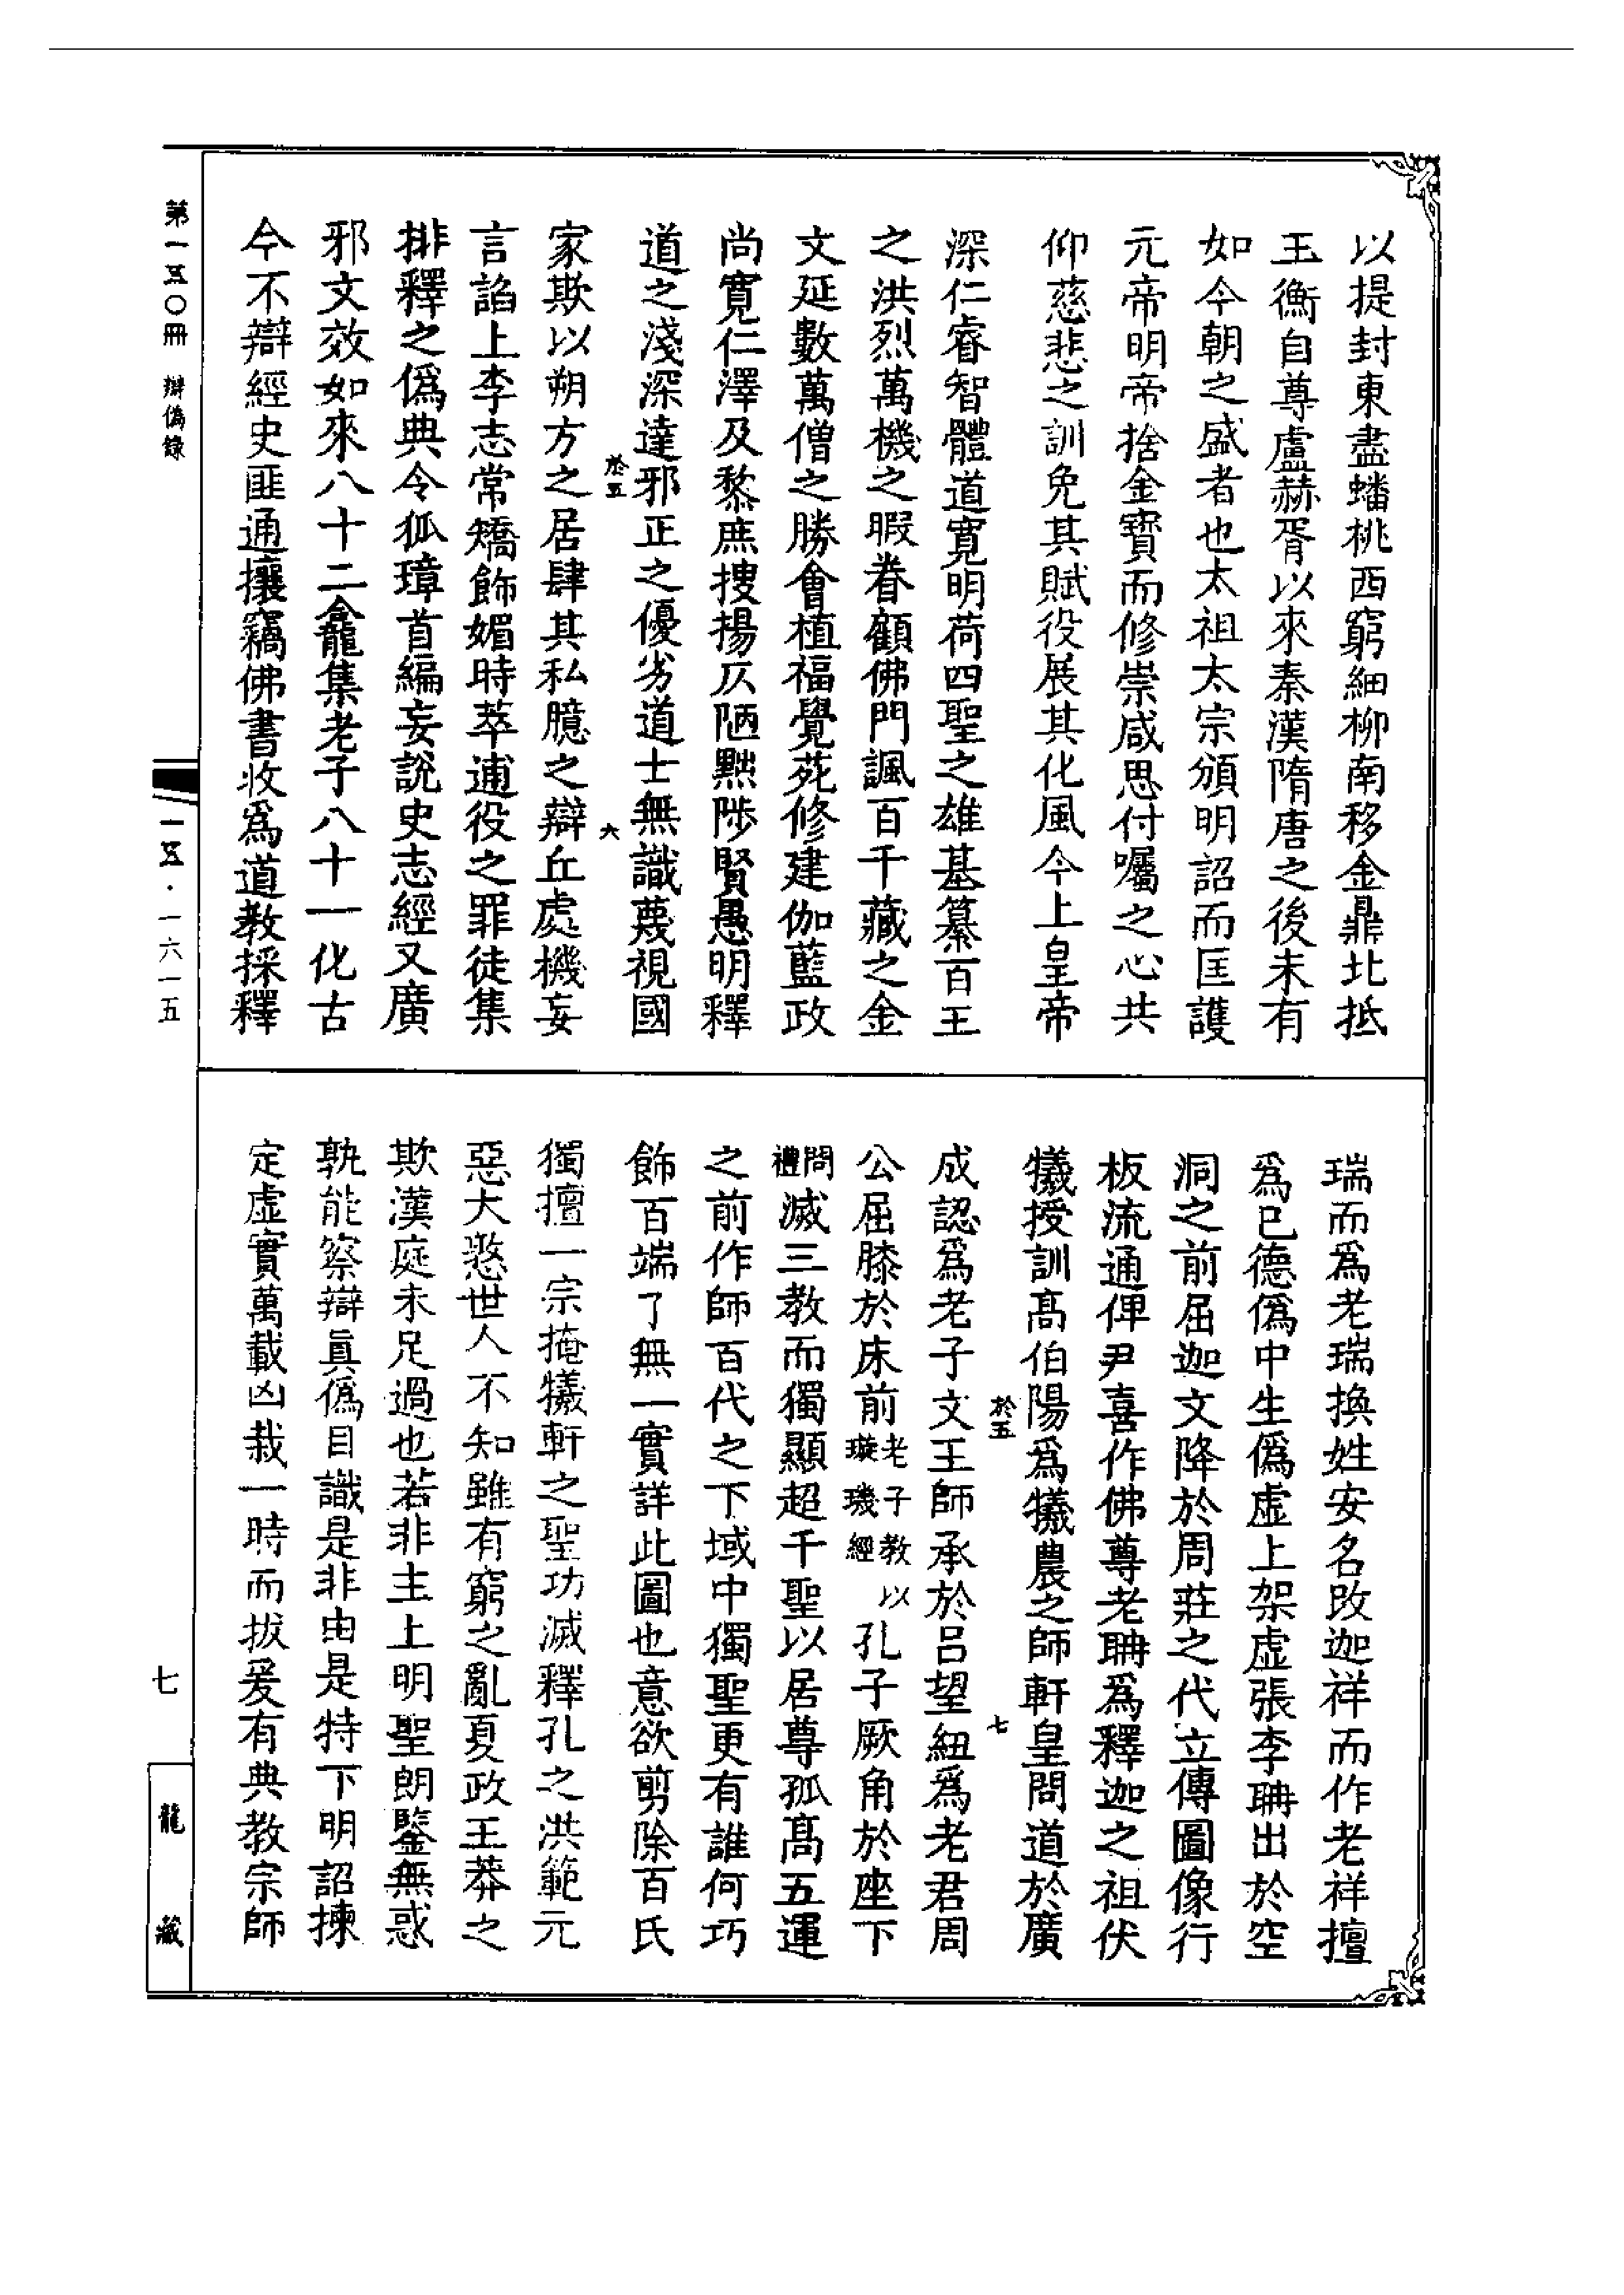 以提封東盡蟠桃西窮細柳南移金鼎北抵
玉衡自尊盧赫胥以來秦漢隋唐之後未有
如今朝之盛者也太祖太宗頒明詔而匡護
元帝明帝捨金寶而修崇咸思付囑之心共
仰慈悲之訓免其賦役展其化風今上皇帝
深仁睿智體道寬明荷四聖之雄基纂百王
之洪烈萬機之暇眷顧佛門諷百千藏之金
文延數萬僧之勝會植福覺苑修建伽藍政
尚寬仁澤及黎庶搜揚仄陋黜陟賢愚明釋
道之淺深達邪正之優劣道士無識蔑視國
於五
六
家欺以朔方之居肆其私臆之辯丘處機妄
言諂上李志常矯飾媚時萃逋役之罪徒集
排釋之偽典令狐璋首編妄說史志經又廣
邪文效如來八十二龕集老子八十一化古
今不辯經史匪通攘竊佛書收爲道教採釋
瑞而爲老瑞換姓安名改迦祥而作老祥擅
爲已德偽中生偽虛上架虛張李聃出於空
洞之前屈迦文降於周莊之代立傳圖像行
板流通俾尹喜作佛尊老聃爲釋迦之祖伏
犧授訓高伯陽爲犧農之師軒皇問道於廣
於五
七
成認爲老子文王師承於呂望紐爲老君周
公屈膝於床前老子教以璇璣經孔子厥角於座下
問禮滅三教而獨顯超千聖以居尊孤高五運
之前作師百代之下域中獨聖更有誰何巧
飾百端了無一實詳此圖也意欲剪除百氏
獨擅一宗掩犧軒之聖功滅釋孔之洪範元
惡大憝世人不知雖有窮之亂夏政王莽之
欺漢庭未足過也若非主上明聖朗鑒無惑
孰能察辯真偽目識是非由是特下明詔揀
定虛實萬載凶栽一時而拔爰有典教宗師
第一五〇冊 辯偽錄
一五·一六一五
七
龍藏